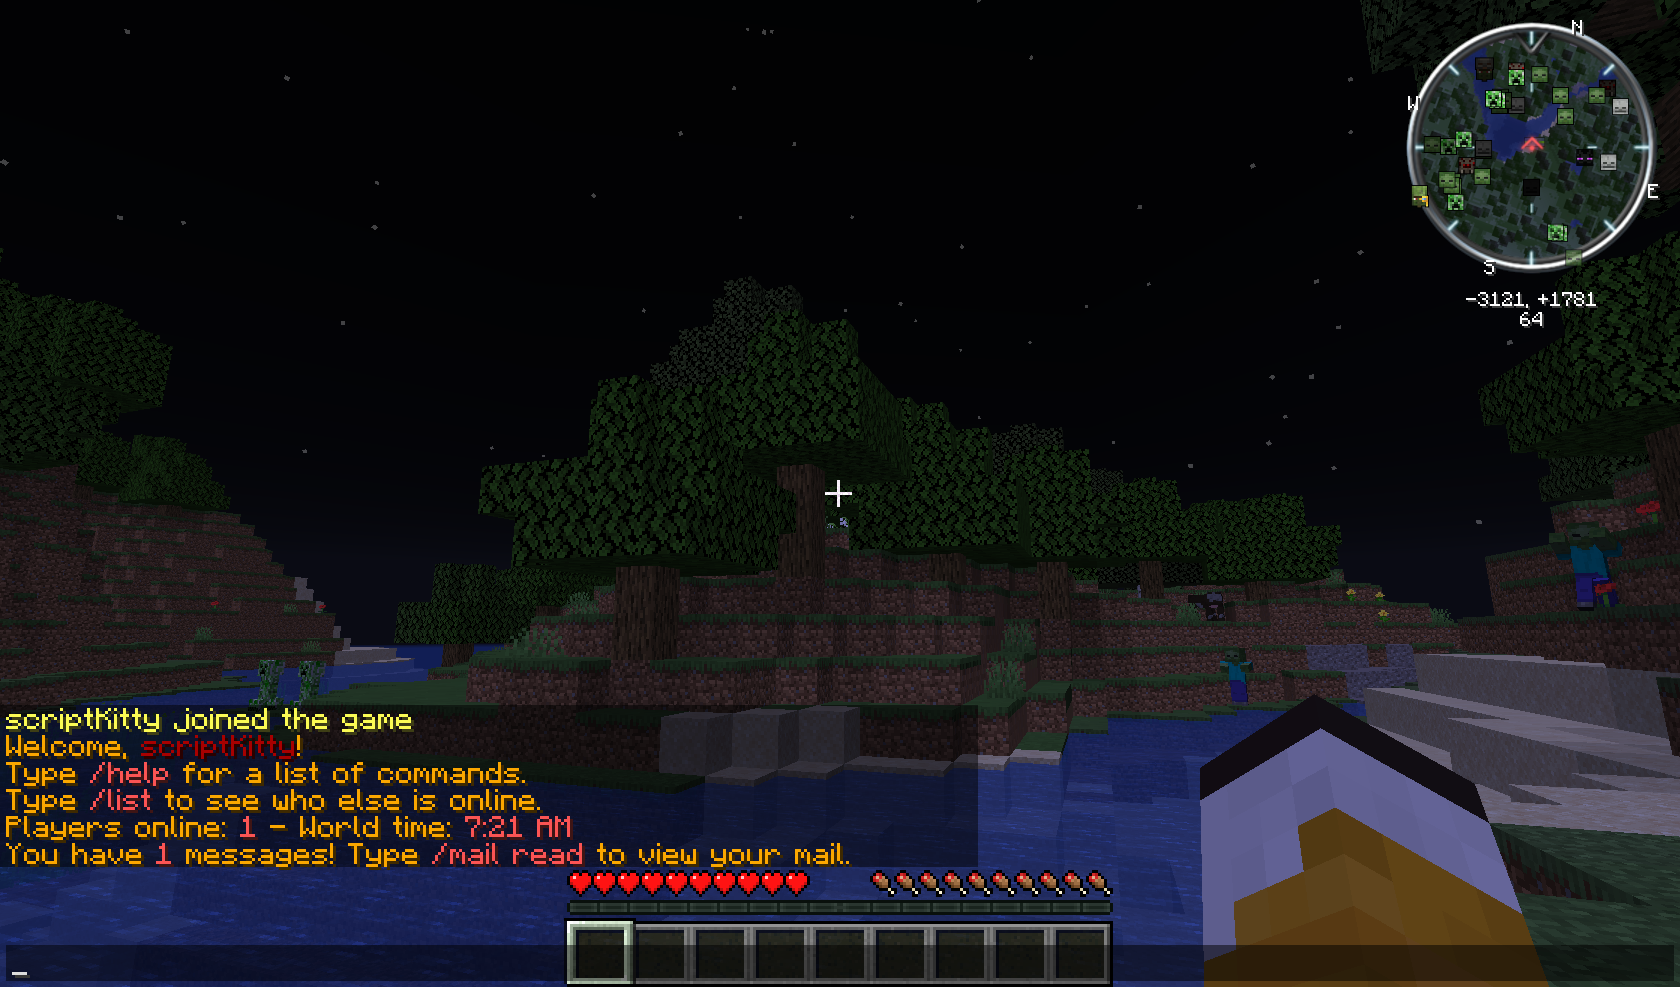 N
W
E
S
-3121, +1781
64
scriptKitty joined the game
Welcome, scriptKitty!
Type /help for a list of commands.
Type /list to see who else is online.
Players online: 1 - World time: 7:21 AM
You have 1 messages! Type /mail read to view your mail.
_